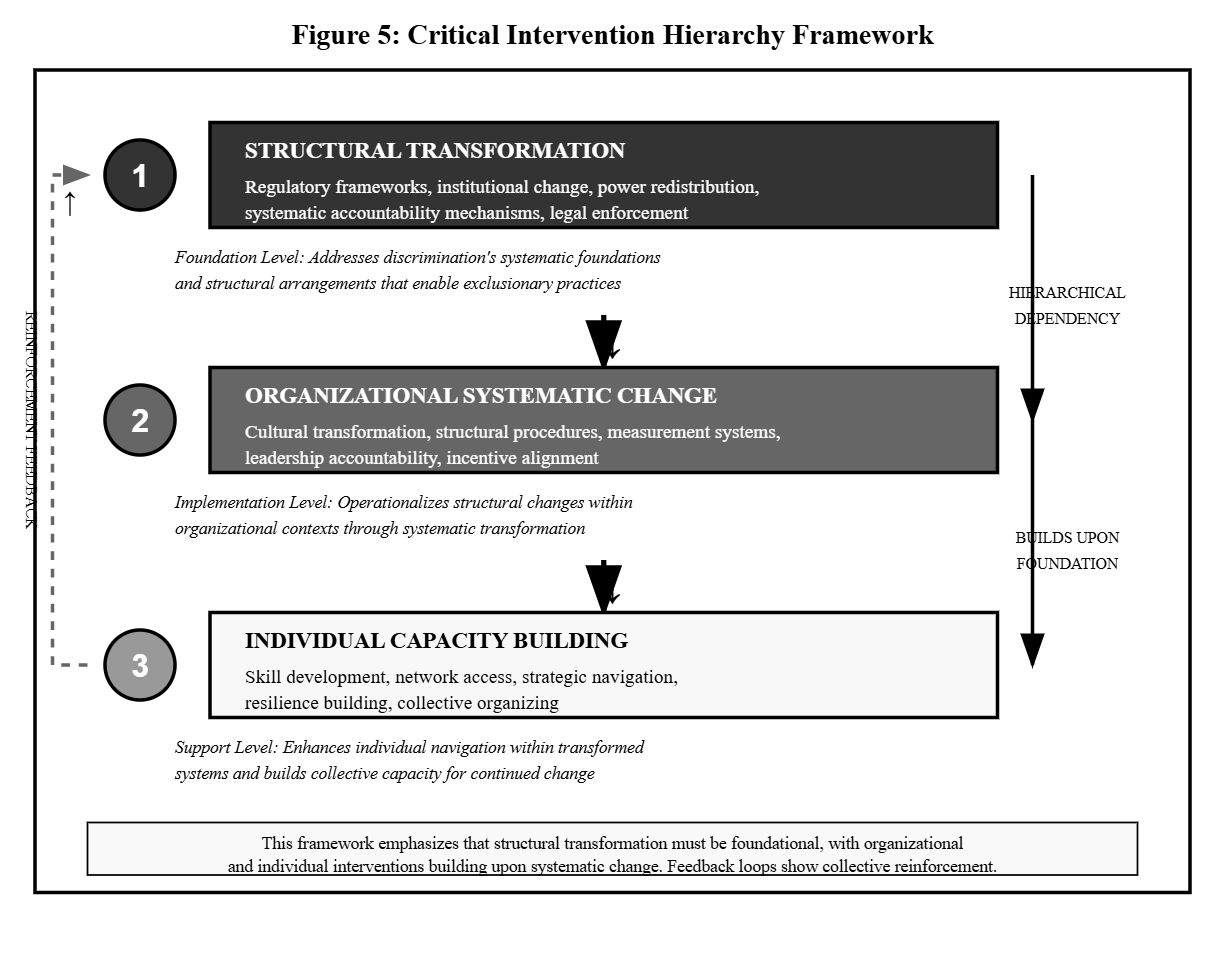 Figure 5: Critical Intervention Hierarchy Framework
1
STRUCTURAL TRANSFORMATION
Regulatory frameworks, institutional change, power redistribution,
systematic accountability mechanisms, legal enforcement
↑
Foundation Level: Addresses discrimination's systematic foundations
and structural arrangements that enable exclusionary practices
HIERARCHICAL
DEPENDENCY
REINFORCEMENT FEEDBACK
2
ORGANIZATIONAL SYSTEMATIC CHANGE
Cultural transformation, structural procedures, measurement systems,
leadership accountability, incentive alignment
Implementation Level: Operationalizes structural changes within
organizational contexts through systematic transformation
BUILDS UPON
FOUNDATION
3
INDIVIDUAL CAPACITY BUILDING
Skill development, network access, strategic navigation,
resilience building, collective organizing
Support Level: Enhances individual navigation within transformed
systems and builds collective capacity for continued change
This framework emphasizes that structural transformation must be foundational, with organizational
and individual interventions building upon systematic change. Feedback loops show collective reinforcement.